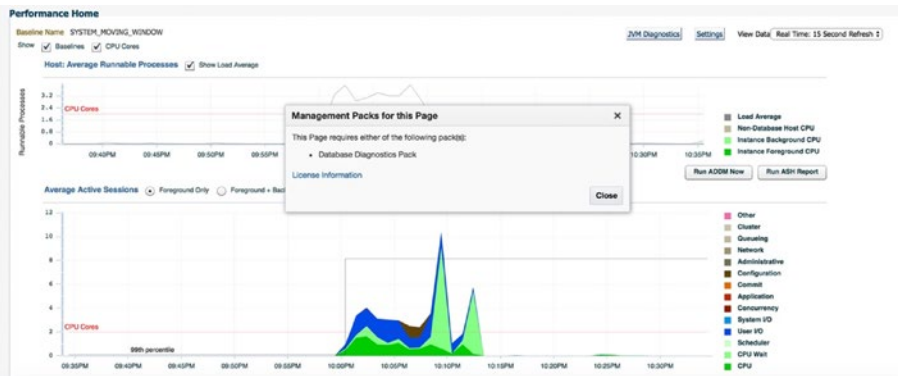 Performance Home
Baseline Name SYSTEM_MOVING_WINDOW
JVM Diagnostics Settings View Data Real Time: 15 Second Refresh
Show Baselines CPU Cores
Host: Average Runnable Processes Show Load Average
Runnable Processes
3.2
2.4
1.6
0.8
0
CPU Cores
09:40PM 09:45PM 09:50PM 09:55PM 10:30PM 10:35PM
Load Average
Non-Database Host CPU
Instance Background CPU
Instance Foreground CPU
Management Packs for this Page
This Page requires either of the following pack(s):
Database Diagnostics Pack
License Information
Close
Run ADDM Now Run ASH Report
Average Active Sessions Foreground Only Foreground + Bac
12
10
8
6
4
2
0
CPU Cores
99th percentile
09:35PM 09:40PM 09:45PM 09:50PM 09:55PM 10:00PM 10:05PM 10:10PM 10:15PM 10:20PM 10:25PM 10:30PM
Other
Cluster
Queueing
Network
Administrative
Configuration
Commit
Application
Concurrency
System I/O
User I/O
Scheduler
CPU Wait
CPU